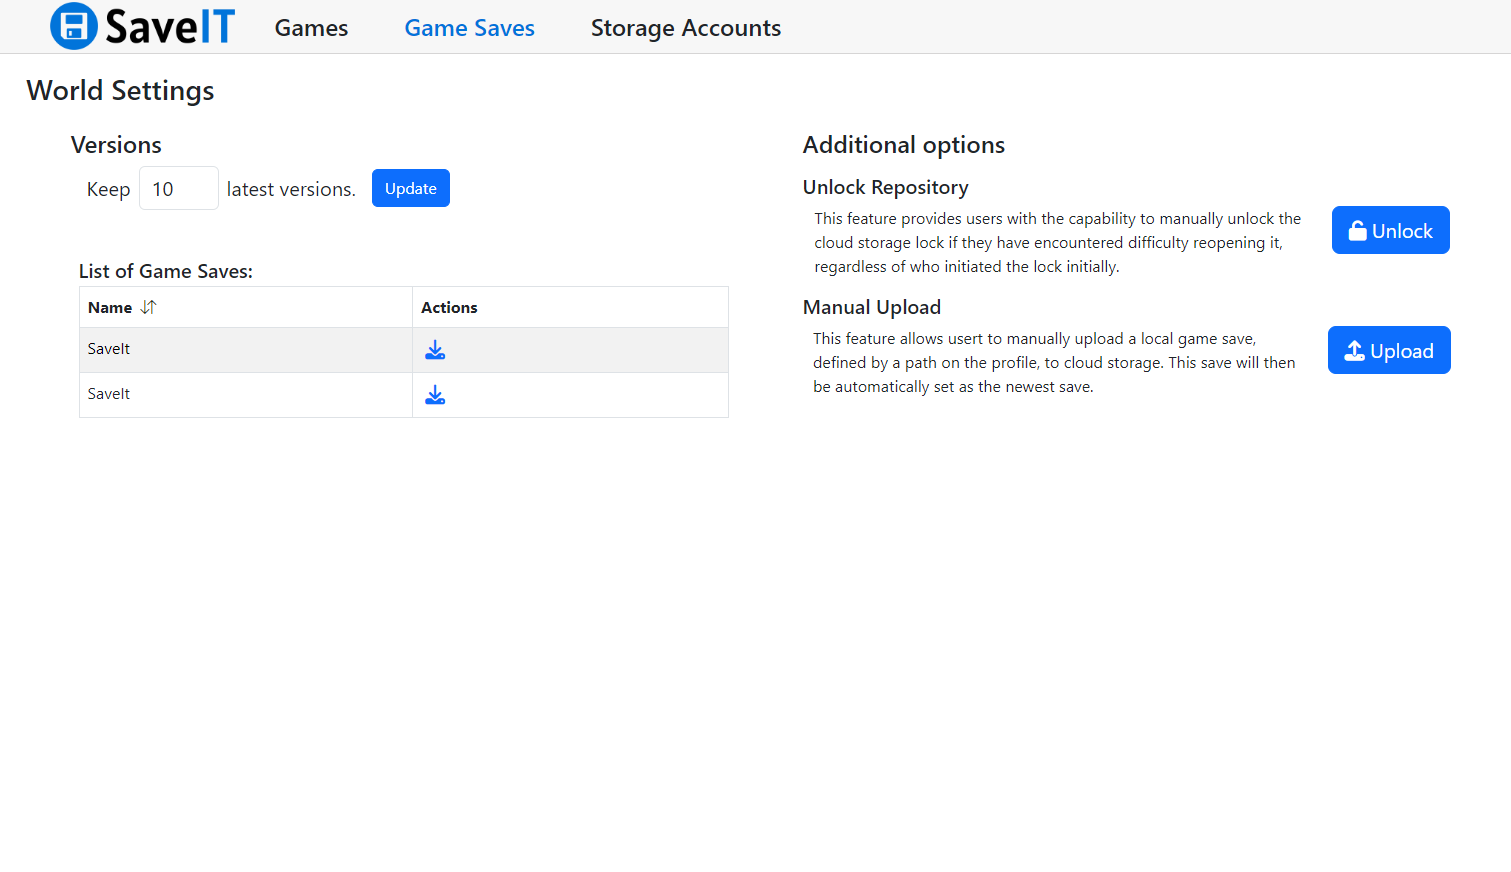 SaveIT Games Game Saves Storage Accounts
World Settings
Versions
Keep 10 latest versions. Update
List of Game Saves:
Name Actions
SaveIt
SaveIt
Additional options
Unlock Repository
This feature provides users with the capability to manually unlock the
cloud storage lock if they have encountered difficulty reopening it,
regardless of who initiated the lock initially.
Unlock
Manual Upload
This feature allows usert to manually upload a local game save,
defined by a path on the profile, to cloud storage. This save will then
be automatically set as the newest save.
Upload